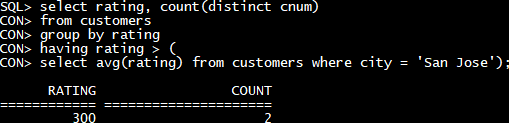 SQL> select rating, count(distinct cnum)
CON> from customers
CON> group by rating
CON> having rating > (
CON> select avg(rating) from customers where city = 'San Jose');
RATING COUNT
============ =====================
300 2